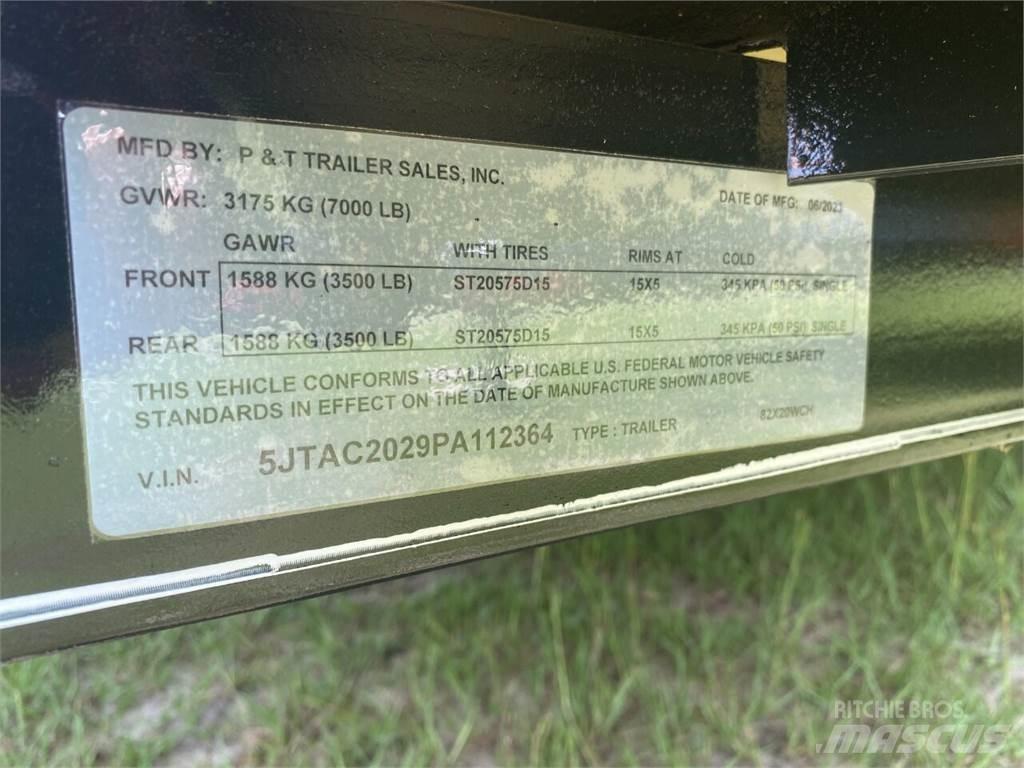 MFD BY: P & T TRAILER SALES, INC.
GVWR: 3175 KG (7000 LB) DATE OF MFG: 06/2023
GAWR WITH TIRES RIMS AT COLD
FRONT 1588 KG (3500 LB) ST20575D15 15X5 345 KPA (50 PSI) SINGLE
REAR 1588 KG (3500 LB) ST20575D15 15X5 345 KPA (50 PSI) SINGLE
THIS VEHICLE CONFORMS TO ALL APPLICABLE U.S. FEDERAL MOTOR VEHICLE SAFETY
STANDARDS IN EFFECT ON THE DATE OF MANUFACTURE SHOWN ABOVE.
V.I.N. 5JTAC2029PA112364 TYPE : TRAILER 82X20WCH
RITCHIE BROS.
MASCUS